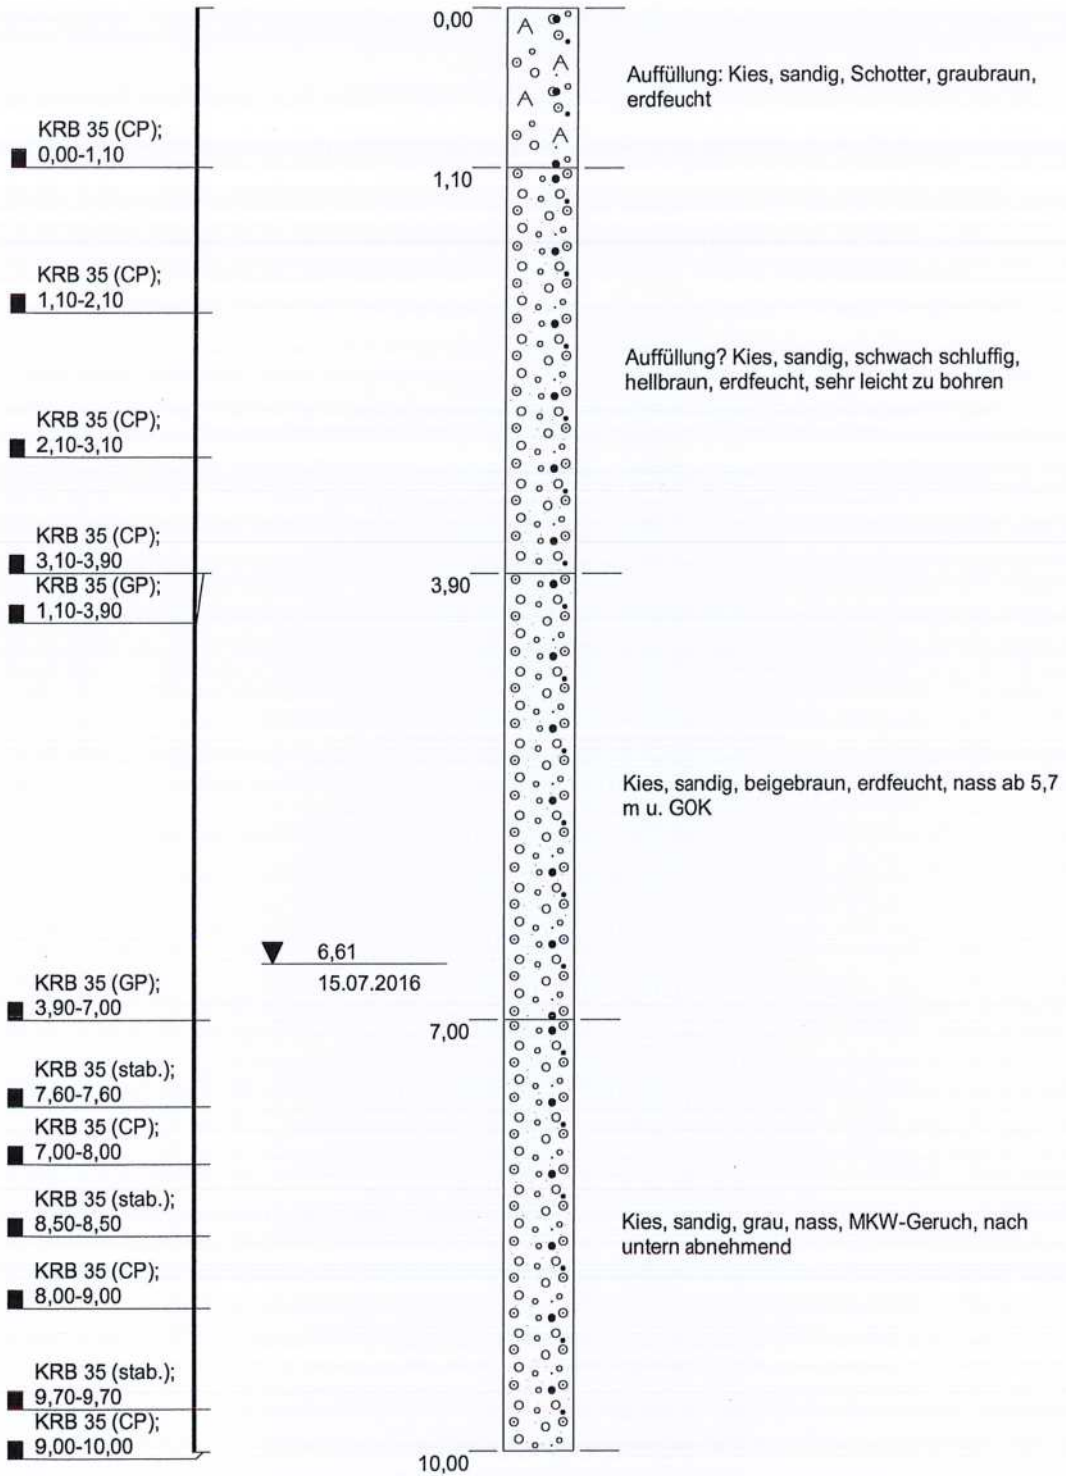 0,00
Auffüllung: Kies, sandig, Schotter, graubraun,
erdfeucht
KRB 35 (CP);
0,00-1,10
1,10
KRB 35 (CP);
1,10-2,10
Auffüllung? Kies, sandig, schwach schluffig,
hellbraun, erdfeucht, sehr leicht zu bohren
KRB 35 (CP);
2,10-3,10
KRB 35 (CP);
3,10-3,90
KRB 35 (GP);
1,10-3,90
3,90
Kies, sandig, beigebraun, erdfeucht, nass ab 5,7
m u. GOK
6,61
15.07.2016
KRB 35 (GP);
3,90-7,00
7,00
KRB 35 (stab.);
7,60-7,60
KRB 35 (CP);
7,00-8,00
KRB 35 (stab.);
8,50-8,50
Kies, sandig, grau, nass, MKW-Geruch, nach
untern abnehmend
KRB 35 (CP);
8,00-9,00
KRB 35 (stab.);
9,70-9,70
KRB 35 (CP);
9,00-10,00
10,00